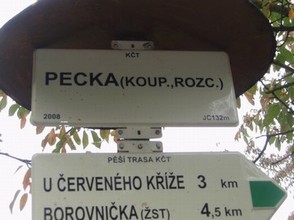 KČT
PECKA(KOUP.,ROZC.)
2008 JC132m
PĚŠÍ TRASA KČT
U ČERVENÉHO KŘÍŽE 3 km
BOROVNIČKA(ŽST) 4,5 km